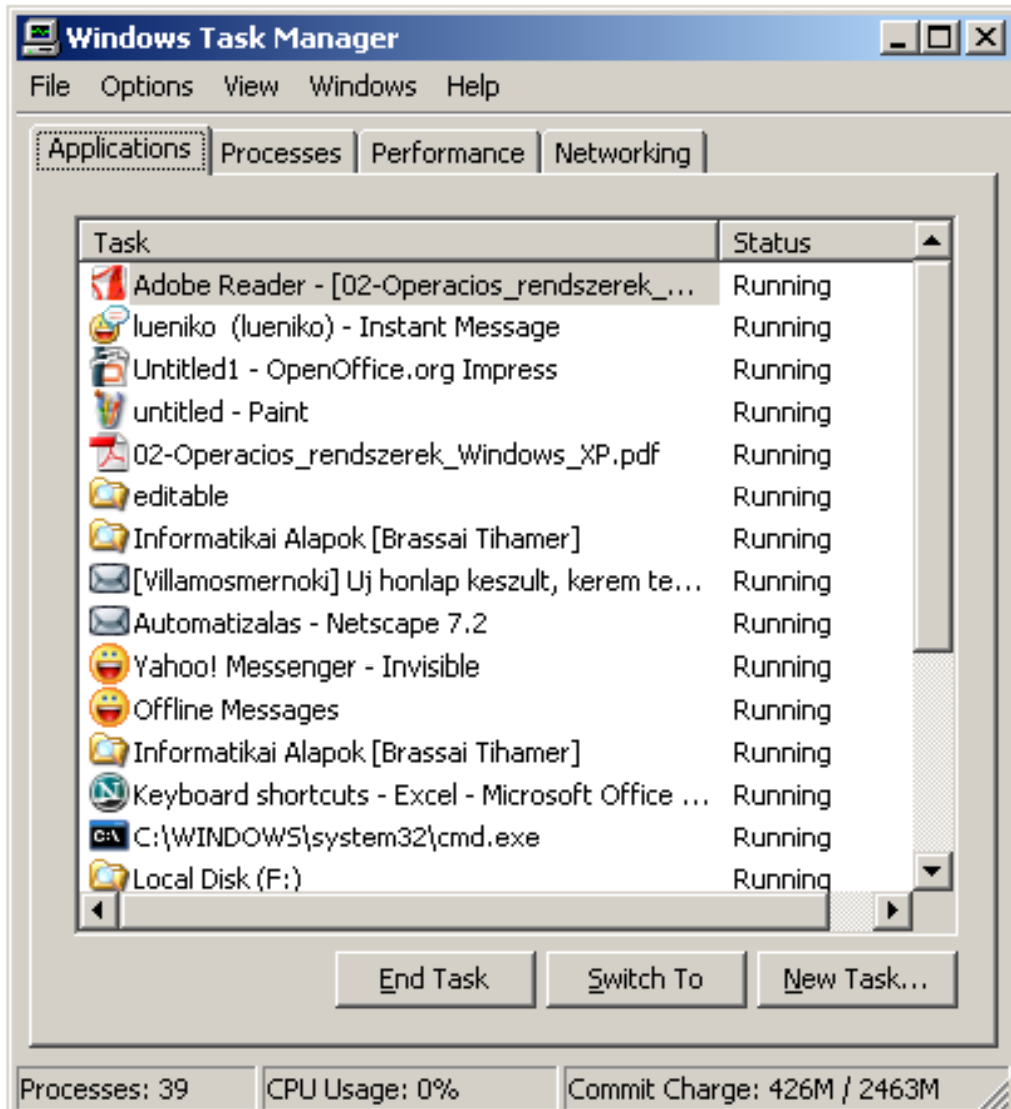 Windows Task Manager
File Options View Windows Help
Applications Processes Performance Networking
Task Status
Adobe Reader - [02-Operacios_rendszerek_... Running
lueniko (lueniko) - Instant Message Running
Untitled1 - OpenOffice.org Impress Running
untitled - Paint Running
02-Operacios_rendszerek_Windows_XP.pdf Running
editable Running
Informatikai Alapok [Brassai Tihamer] Running
[Villamosmernoki] Uj honlap keszult, kerem te... Running
Automatizalas - Netscape 7.2 Running
Yahoo! Messenger - Invisible Running
Offline Messages Running
Informatikai Alapok [Brassai Tihamer] Running
Keyboard shortcuts - Excel - Microsoft Office ... Running
C:\WINDOWS\system32\cmd.exe Running
Local Disk (F:) Running
End Task Switch To New Task...
Processes: 39 CPU Usage: 0% Commit Charge: 426M / 2463M